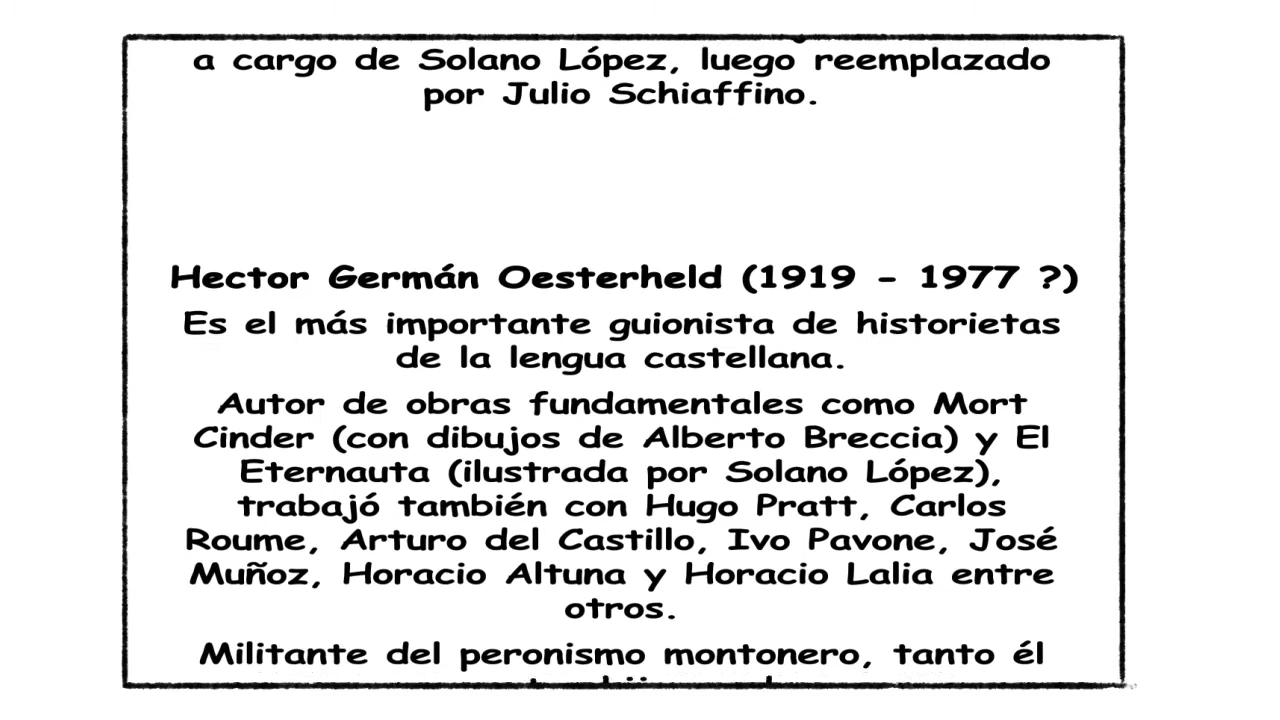 a cargo de Solano López, luego reemplazado
por Julio Schiaffino.
Hector Germán Oesterheld (1919 - 1977 ?)
Es el más importante guionista de historietas
de la lengua castellana.
Autor de obras fundamentales como Mort
Cinder (con dibujos de Alberto Breccia) y El
Eternauta (ilustrada por Solano López),
trabajó también con Hugo Pratt, Carlos
Roume, Arturo del Castillo, Ivo Pavone, José
Muñoz, Horacio Altuna y Horacio Lalia entre
otros.
Militante del peronismo montonero, tanto él